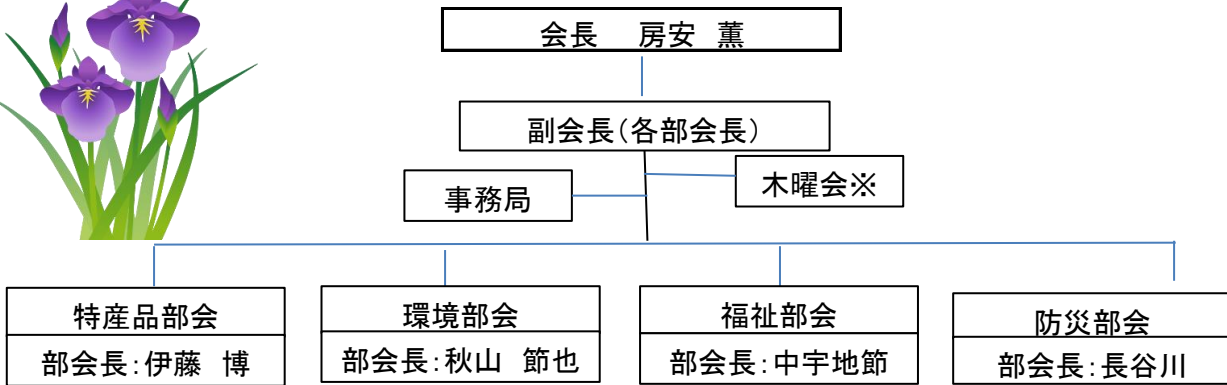 会長　房安　薫
副会長（各部会長）
木曜会※
事務局
特産品部会
部会長：伊藤　博
環境部会
部会長：秋山　節也
福祉部会
部会長：中宇地節
防災部会
部会長：長谷川